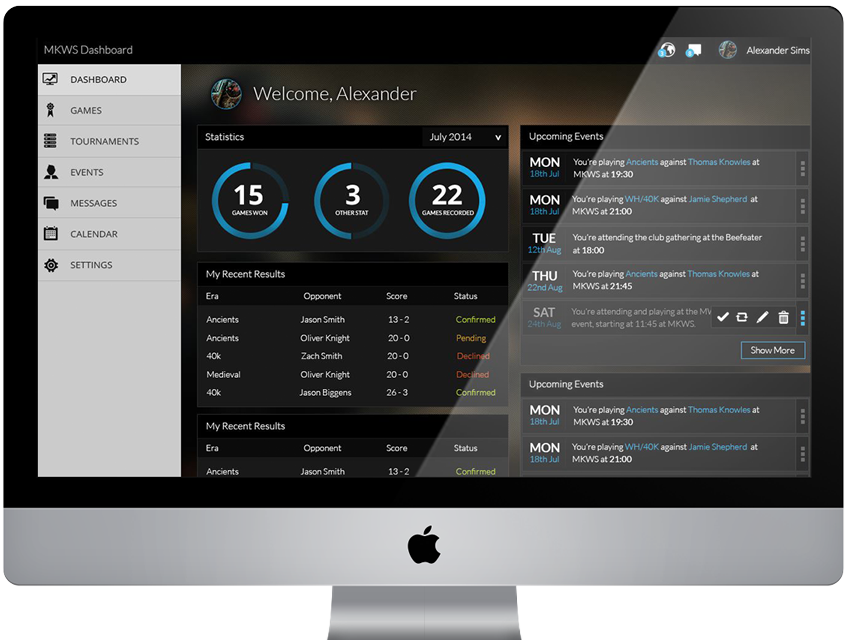 MKWS Dashboard
Alexander Sims
DASHBOARD
GAMES
TOURNAMENTS
EVENTS
MESSAGES
CALENDAR
SETTINGS
Welcome, Alexander
Statistics
July 2014
15
GAMES WON
3
OTHER STAT
22
GAMES RECORDED
My Recent Results
Era Opponent Score Status
Ancients Jason Smith 13 - 2 Confirmed
Ancients Oliver Knight 20 - 0 Pending
40k Zach Smith 20 - 0 Declined
Medieval Oliver Knight 20 - 0 Declined
40k Jason Biggens 26 - 3 Confirmed
My Recent Results
Era Opponent Score Status
Ancients Jason Smith 13 - 2 Confirmed
Upcoming Events
MON
18th Jul
You're playing Ancients against Thomas Knowles at
MKWS at 19:30
MON
18th Jul
You're playing WH/40K against Jamie Shepherd at
MKWS at 21:00
TUE
12th Aug
You're attending the club gathering at the Beefeater
at 18:00
THU
22nd Aug
You're playing Ancients against Thomas Knowles at
MKWS at 21:45
SAT
24th Aug
You're attending and playing at the
event, starting at 11:45 at MKWS.
Show More
Upcoming Events
MON
18th Jul
You're playing Ancients against Thomas Knowles at
MKWS at 19:30
MON
18th Jul
You're playing WH/40K against Jamie Shepherd at
MKWS at 21:00